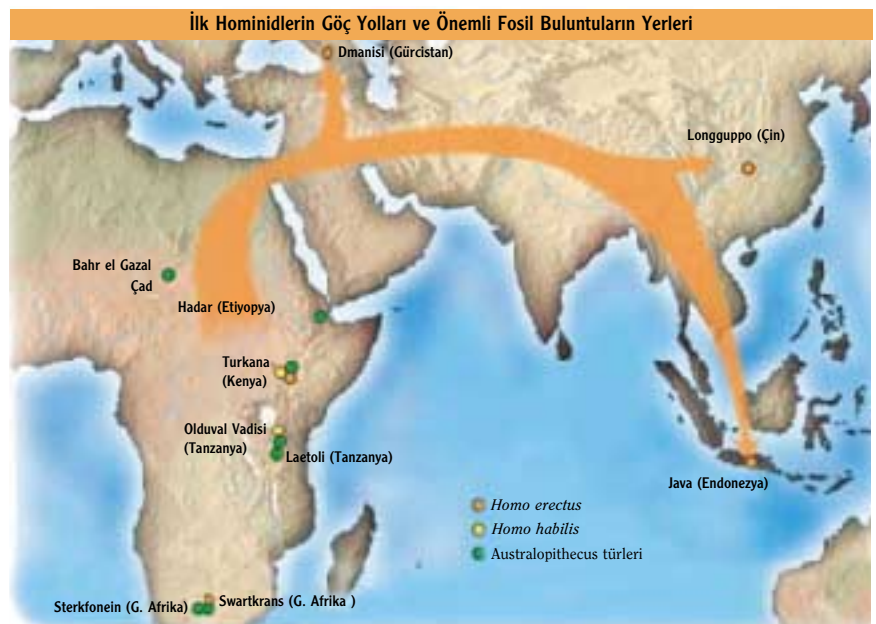 İlk Hominidlerin Göç Yolları ve Önemli Fosil Buluntuların Yerleri
Dmanisi (Gürcistan)
Longguppo (Çin)
Bahr el Gazal
Çad
Hadar (Etiyopya)
Turkana
(Kenya)
Olduval Vadisi
(Tanzanya)
Laetoli (Tanzanya)
Java (Endonezya)
Homo erectus
Homo habilis
Australopithecus türleri
Sterkfonein (G. Afrika)
Swartkrans (G. Afrika )